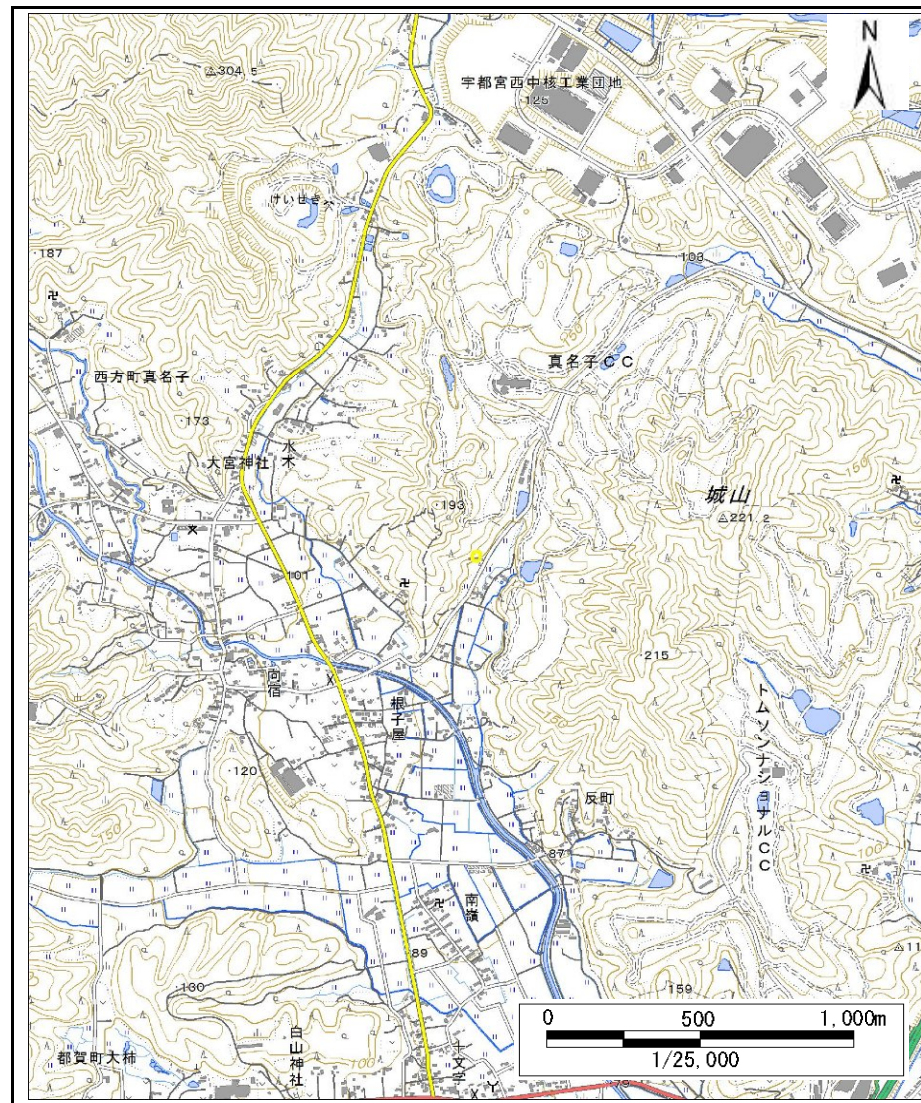 N
304.5
宇都宮西中核工業団地
125
けいせき
187
103
真名子CC
西方町真名子
173
水木
大宮神社
193
城山
221.2
101
215
向宿
根子屋
トムソンナショナルCC
120
反町
87
100
南嶺
89
130
159
白山神社
都賀町大柿
十文字
79
0 500 1,000m
1/25,000